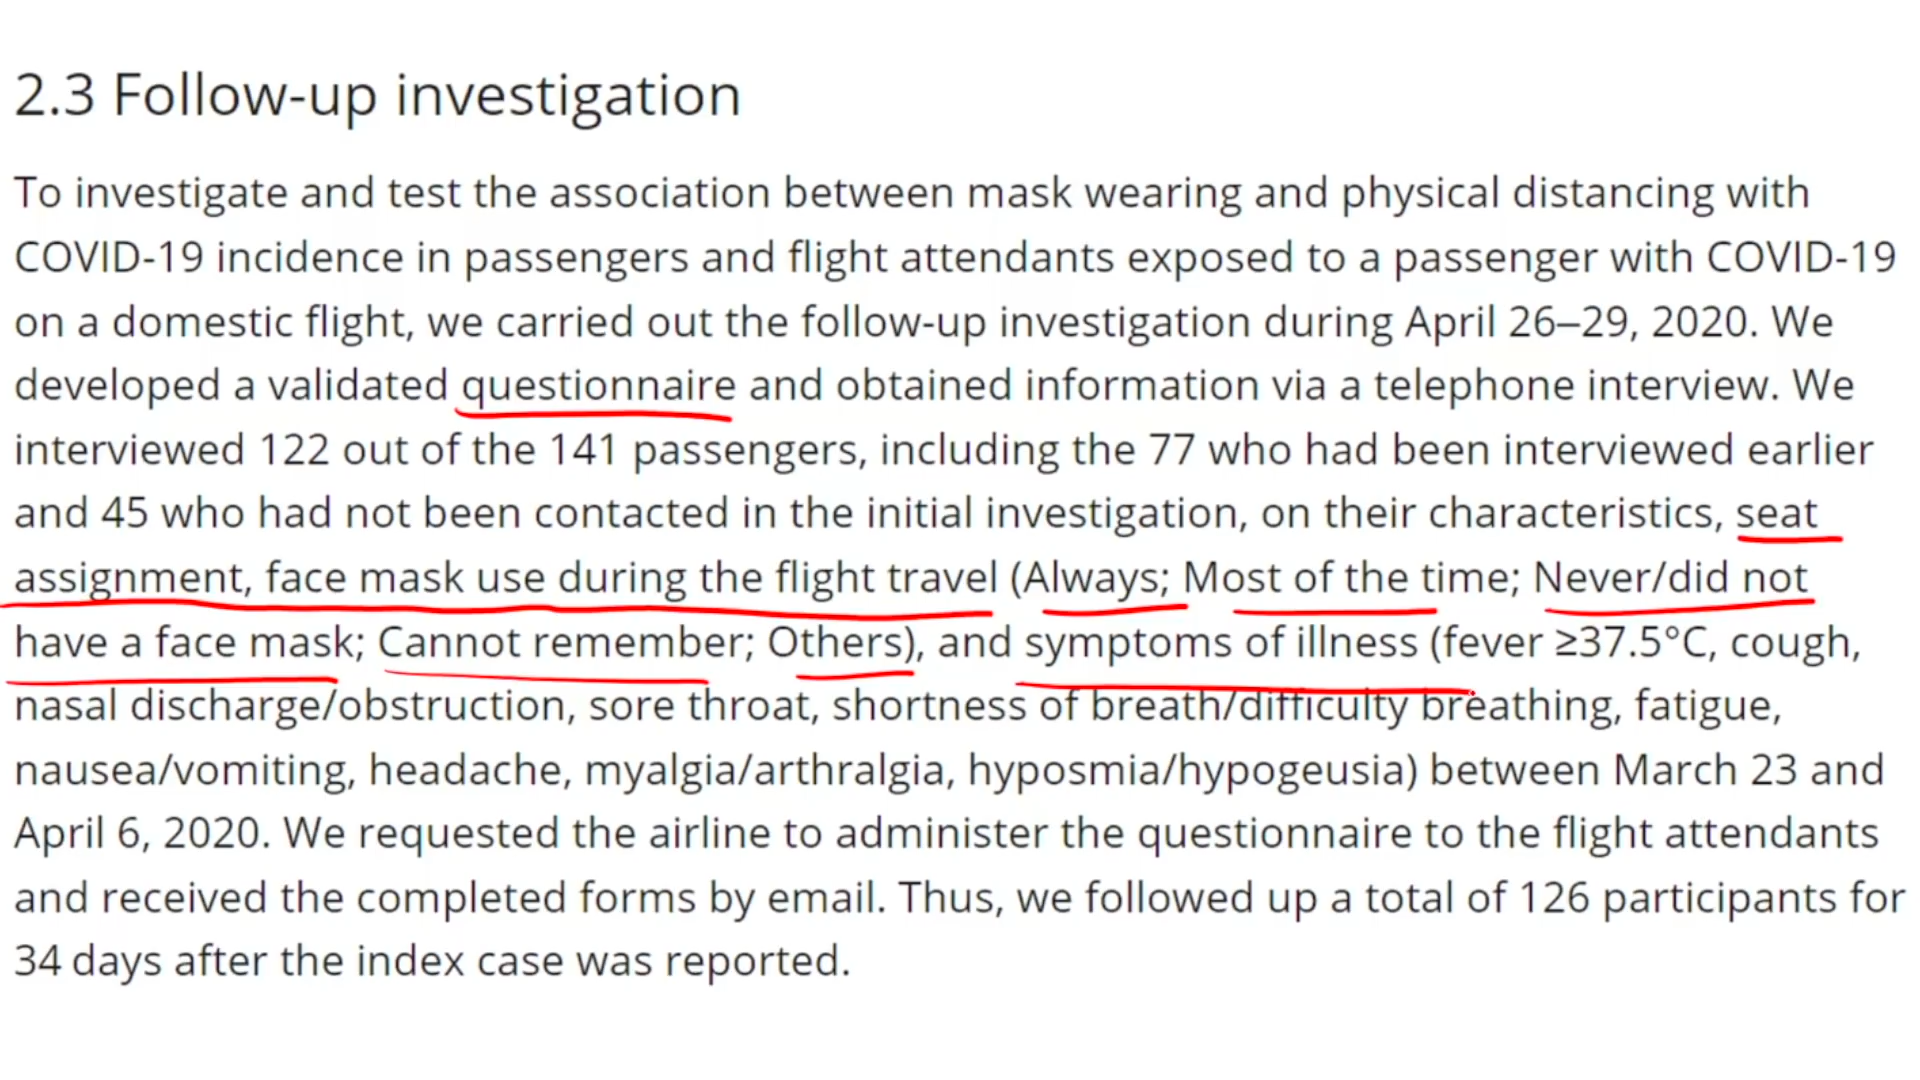 2.3 Follow-up investigation
To investigate and test the association between mask wearing and physical distancing with
COVID-19 incidence in passengers and flight attendants exposed to a passenger with COVID-19
on a domestic flight, we carried out the follow-up investigation during April 26–29, 2020. We
developed a validated questionnaire and obtained information via a telephone interview. We
interviewed 122 out of the 141 passengers, including the 77 who had been interviewed earlier
and 45 who had not been contacted in the initial investigation, on their characteristics, seat
assignment, face mask use during the flight travel (Always; Most of the time; Never/did not
have a face mask; Cannot remember; Others), and symptoms of illness (fever ≥37.5°C, cough,
nasal discharge/obstruction, sore throat, shortness of breath/difficulty breathing, fatigue,
nausea/vomiting, headache, myalgia/arthralgia, hyposmia/hypogeusia) between March 23 and
April 6, 2020. We requested the airline to administer the questionnaire to the flight attendants
and received the completed forms by email. Thus, we followed up a total of 126 participants for
34 days after the index case was reported.